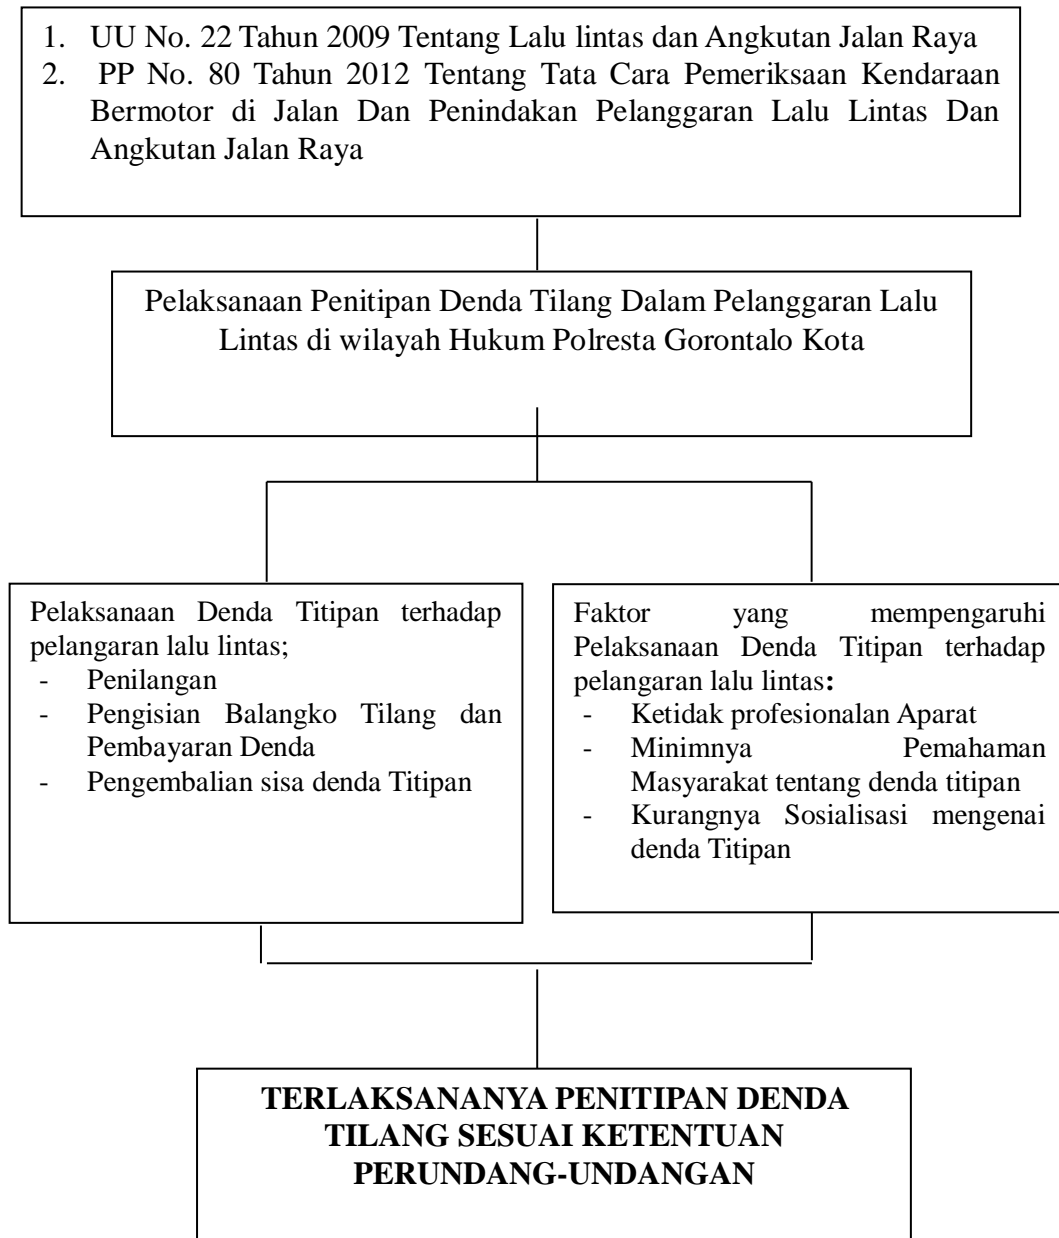 1. UU No. 22 Tahun 2009 Tentang Lalu lintas dan Angkutan Jalan Raya
2. PP No. 80 Tahun 2012 Tentang Tata Cara Pemeriksaan Kendaraan
Bermotor di Jalan Dan Penindakan Pelanggaran Lalu Lintas Dan
Angkutan Jalan Raya
Pelaksanaan Penitipan Denda Tilang Dalam Pelanggaran Lalu
Lintas di wilayah Hukum Polresta Gorontalo Kota
Pelaksanaan Denda Titipan terhadap
pelangaran lalu lintas;
- Penilangan
- Pengisian Balangko Tilang dan
Pembayaran Denda
- Pengembalian sisa denda Titipan
Faktor yang mempengaruhi
Pelaksanaan Denda Titipan terhadap
pelangaran lalu lintas:
- Ketidak profesionalan Aparat
- Minimnya Pemahaman
Masyarakat tentang denda titipan
- Kurangnya Sosialisasi mengenai
denda Titipan
TERLAKSANANYA PENITIPAN DENDA
TILANG SESUAI KETENTUAN
PERUNDANG-UNDANGAN